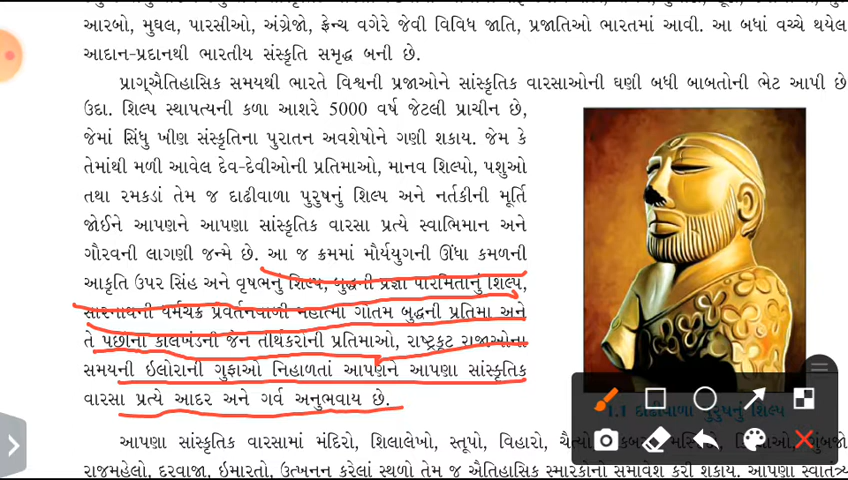 આરબો, મુઘલ, પારસીઓ, અંગ્રેજો, ફ્રેન્ચ વગેરે જેવી વિવિધ જાતિ, પ્રજાતિઓ ભારતમાં આવી. આ બધાં વચ્ચે થયેલ
આદાન-પ્રદાનથી ભારતીય સંસ્કૃતિ સમૃદ્ધ બની છે.
પ્રાગ્ઐતિહાસિક સમયથી ભારતે વિશ્વની પ્રજાઓને સાંસ્કૃતિક વારસાઓની ઘણી બધી બાબતોની ભેટ આપી છે
ઉદા. શિલ્પ સ્થાપત્યની કળા આશરે 5000 વર્ષ જેટલી પ્રાચીન છે,
જેમાં સિંધુ ખીણ સંસ્કૃતિના પુરાતન અવશેષોને ગણી શકાય. જેમ કે
તેમાંથી મળી આવેલ દેવ-દેવીઓની પ્રતિમાઓ, માનવ શિલ્પો, પશુઓ
તથા રમકડાં તેમ જ દાઢીવાળા પુરુષનું શિલ્પ અને નર્તકીની મૂર્તિ
જોઈને આપણને આપણા સાંસ્કૃતિક વારસા પ્રત્યે સ્વાભિમાન અને
ગૌરવની લાગણી જન્મે છે. આ જ ક્રમમાં મૌર્યયુગની ઊંધા કમળની
આકૃતિ ઉપર સિંહ અને વૃષભનું શિલ્પ, બુદ્ધની પ્રજ્ઞા પારમિતાનું શિલ્પ,
સારનાથની ધર્મચક્ર પ્રવર્તનવાળી મહાત્મા ગૌતમ બુદ્ધની પ્રતિમા અને
તે પછીના કાલખંડની જૈન તીર્થંકરોની પ્રતિમાઓ, રાષ્ટ્રકૂટ રાજાઓના
સમયની ઇલોરાની ગુફાઓ નિહાળતાં આપણને આપણા સાંસ્કૃતિક
વારસા પ્રત્યે આદર અને ગર્વ અનુભવાય છે.
1.1 દાઢીવાળા પુરુષનું શિલ્પ
આપણા સાંસ્કૃતિક વારસામાં મંદિરો, શિલાલેખો, સ્તૂપો, વિહારો,
રાજમહેલો, દરવાજા, ઇમારતો, ઉત્ખનન કરેલાં સ્થળો તેમ જ ઐતિહાસિક સ્મારકોનો સમાવેશ કરી શકાય. આપણા